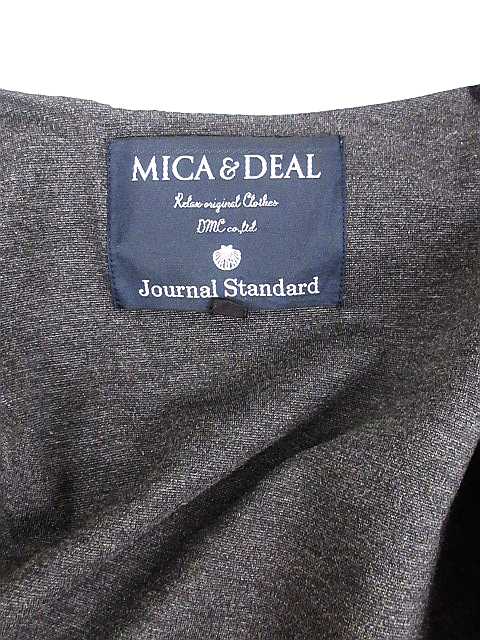 MICA & DEAL
Relax original Clothes
DMC co.,ltd
Journal Standard